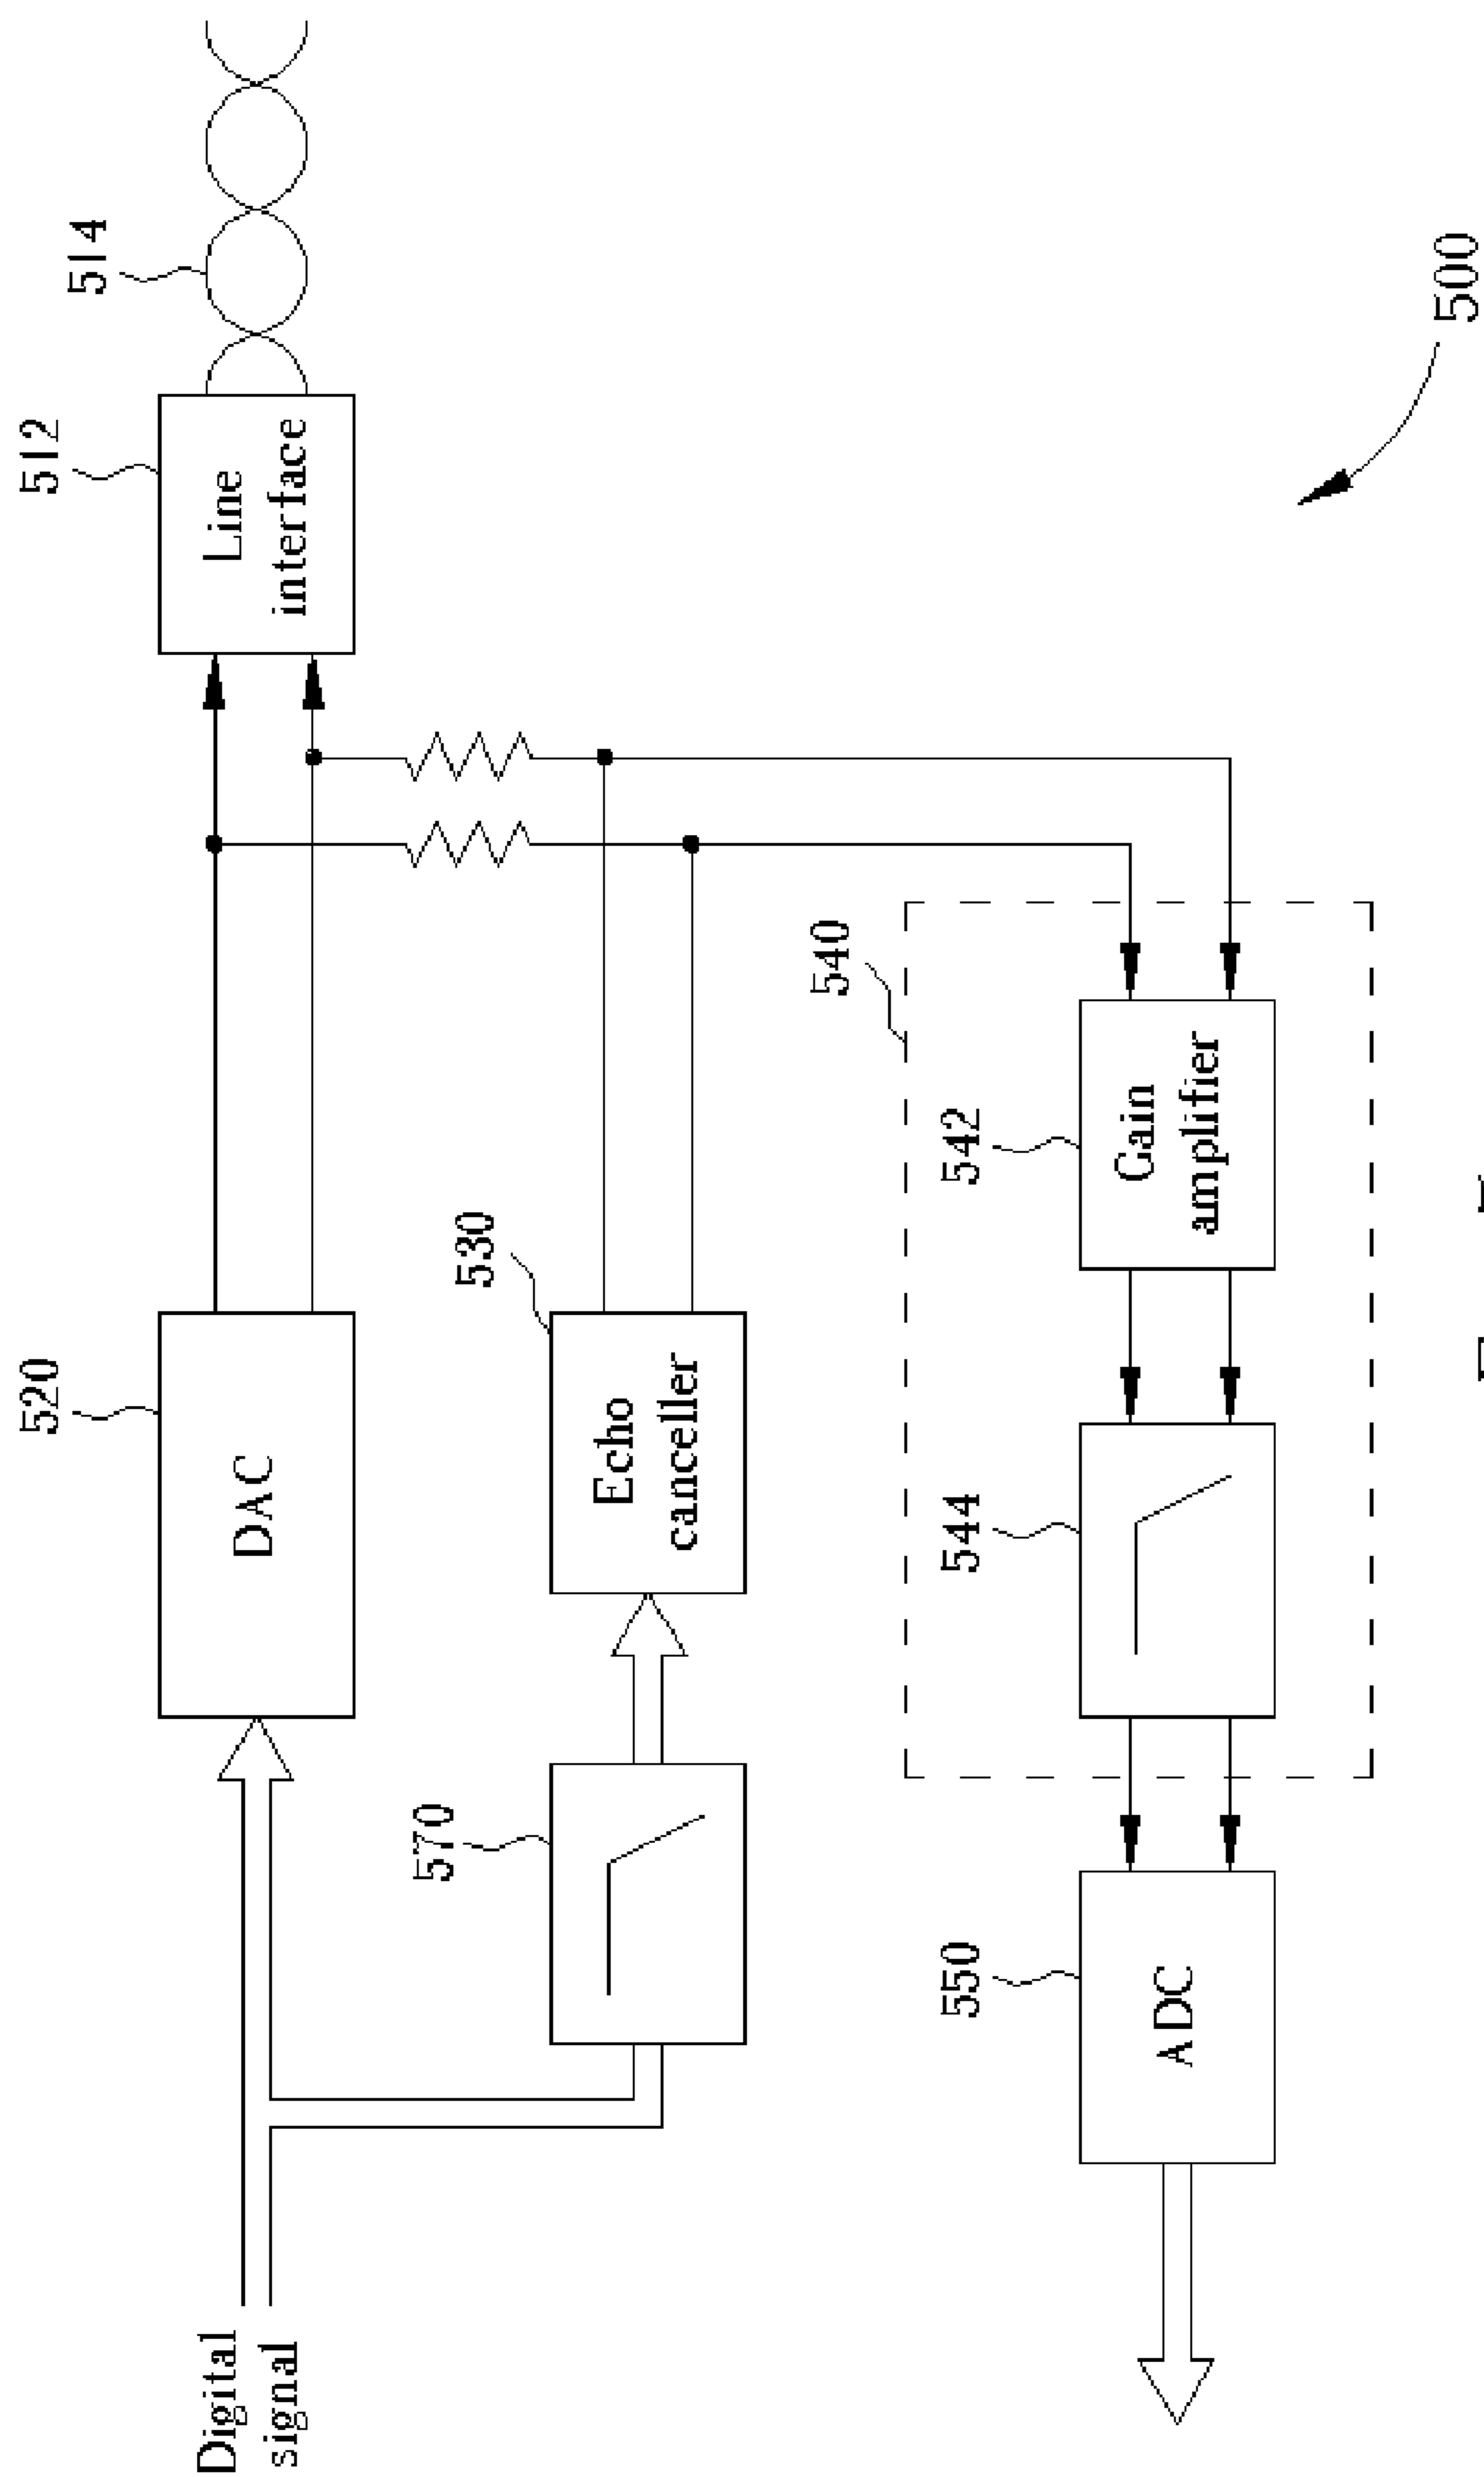 Digital
signal
520
DAC
512
Line
interface
514
570
530
Echo
canceller
540
550
ADC
544
542
Gain
amplifier
500